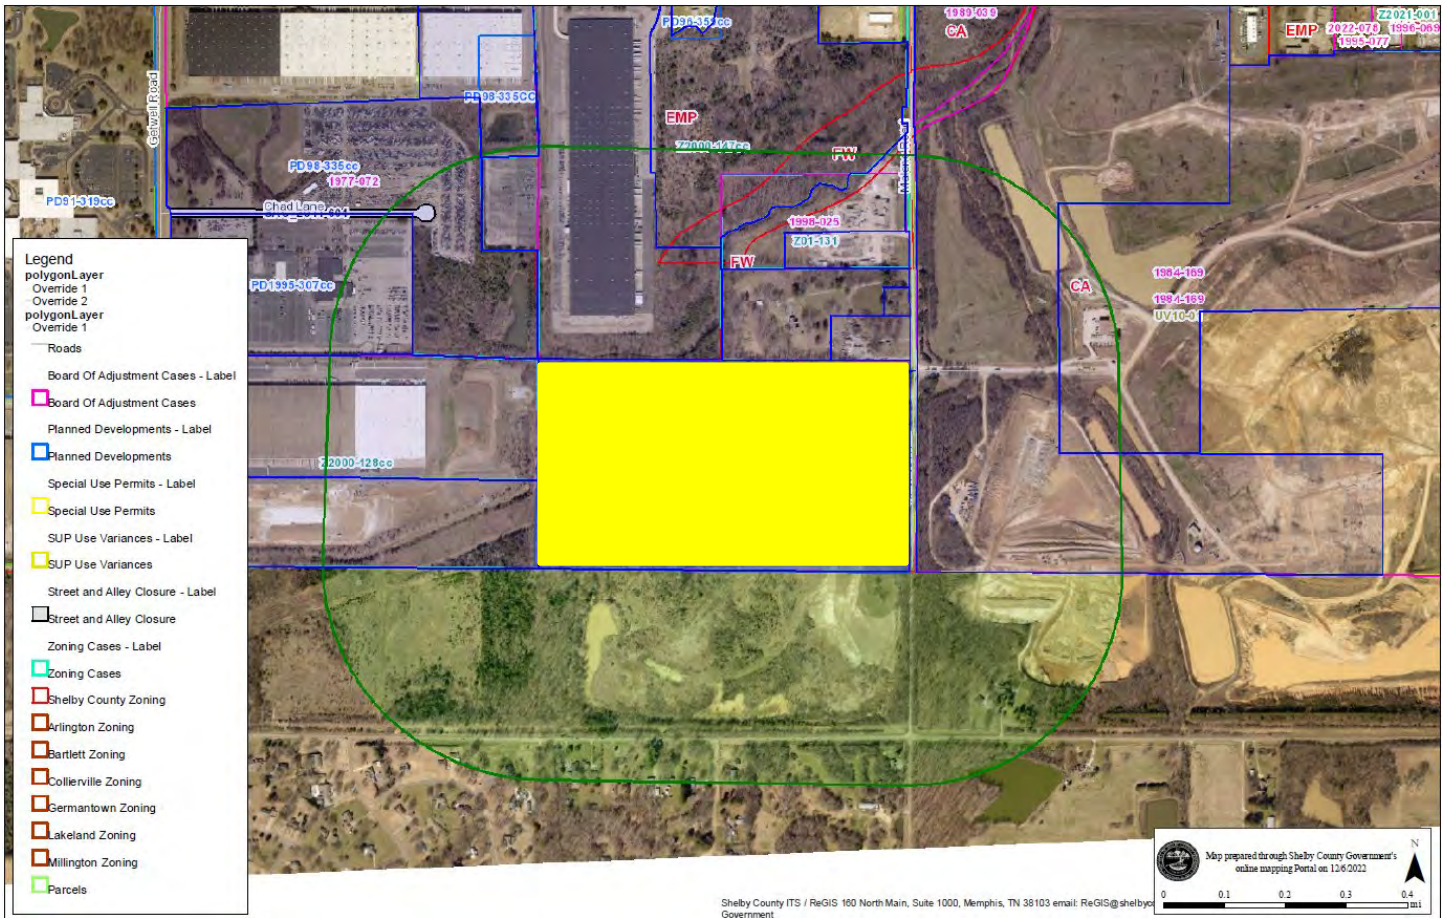 1989-039
CA
PD96-353cc
EMP
2022-078
Z2021-001
1996-069
1995-077
Getwell Road
PD98-335CC
EMP
Z2000-147cc
FW
PD98-335cc
1977-072
PD91-319cc
Chad Lane
1998-025
Z01-131
FW
PD1995-307cc
CA
1984-169
1984-169
Z2000-128cc
Legend
polygonLayer
Override 1
Override 2
polygonLayer
Override 1
Roads
Board Of Adjustment Cases - Label
Board Of Adjustment Cases
Planned Developments - Label
Planned Developments
Special Use Permits - Label
Special Use Permits
SUP Use Variances - Label
SUP Use Variances
Street and Alley Closure - Label
Street and Alley Closure
Zoning Cases - Label
Zoning Cases
Shelby County Zoning
Arlington Zoning
Bartlett Zoning
Collierville Zoning
Germantown Zoning
Lakeland Zoning
Millington Zoning
Parcels
Map prepared through Shelby County Government's
online mapping Portal on 12/6/2022
N
0 0.1 0.2 0.3 0.4
mi
Shelby County ITS / ReGIS 160 North Main, Suite 1000, Memphis, TN 38103 email: ReGIS@shelbyco
Government